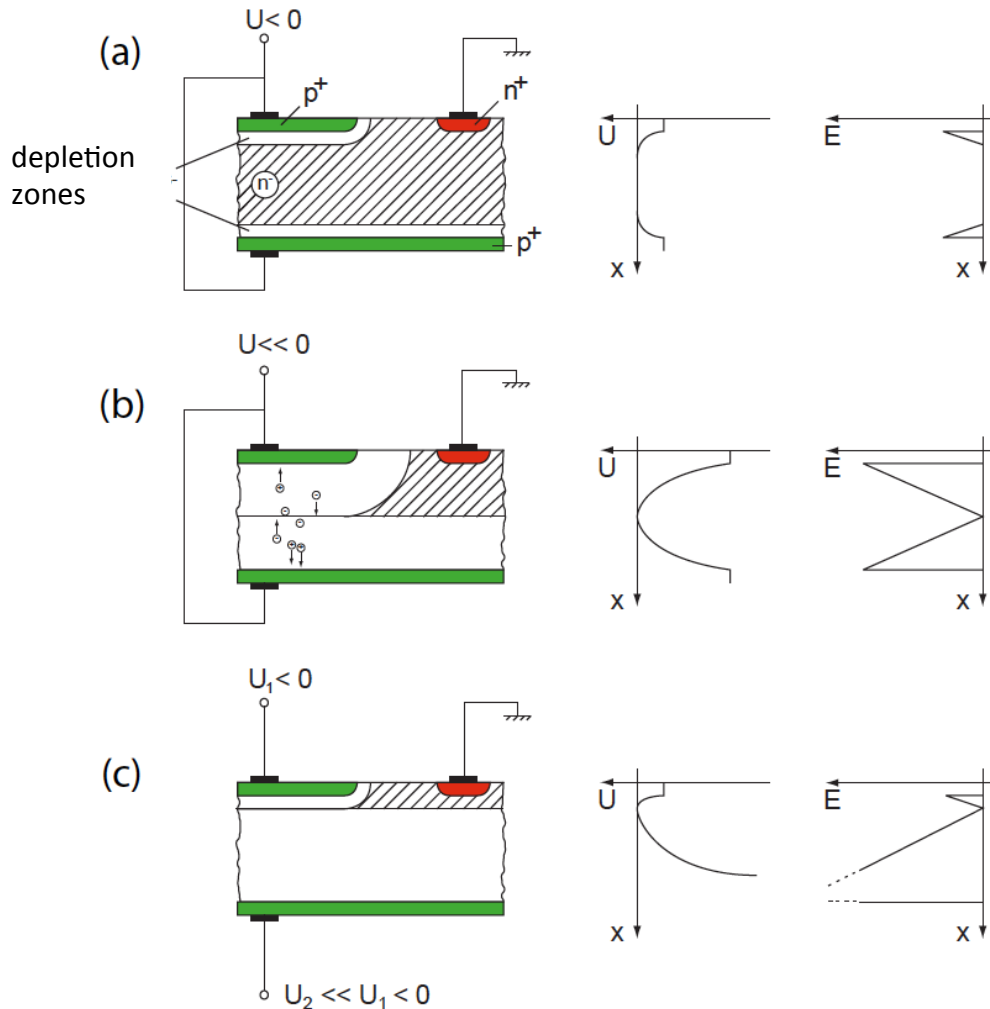 (a)
U< 0
p⁺
n⁺
depletion
zones
n⁻
p⁺
U
E
x
x
(b)
U<< 0
U
E
x
x
(c)
U₁< 0
U
E
x
x
U₂ << U₁ < 0